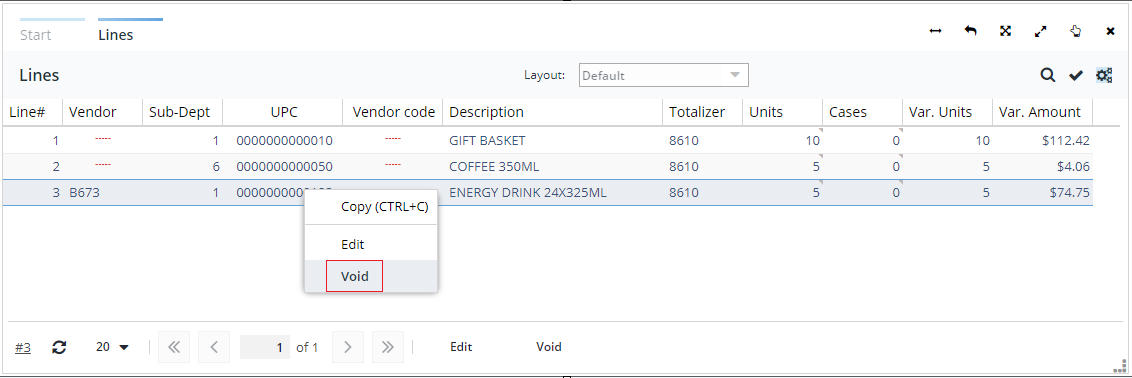 Start Lines
Lines Layout: Default
Line# Vendor Sub-Dept UPC Vendor code Description Totalizer Units Cases Var. Units Var. Amount
1 ----- 1 0000000000010 ----- GIFT BASKET 8610 10 0 10 $112.42
2 ----- 6 0000000000050 ----- COFFEE 350ML 8610 5 0 5 $4.06
3 B673 1 ENERGY DRINK 24X325ML 8610 5 0 5 $74.75
Copy (CTRL+C)
Edit
Void
#3 20 1 of 1 Edit Void